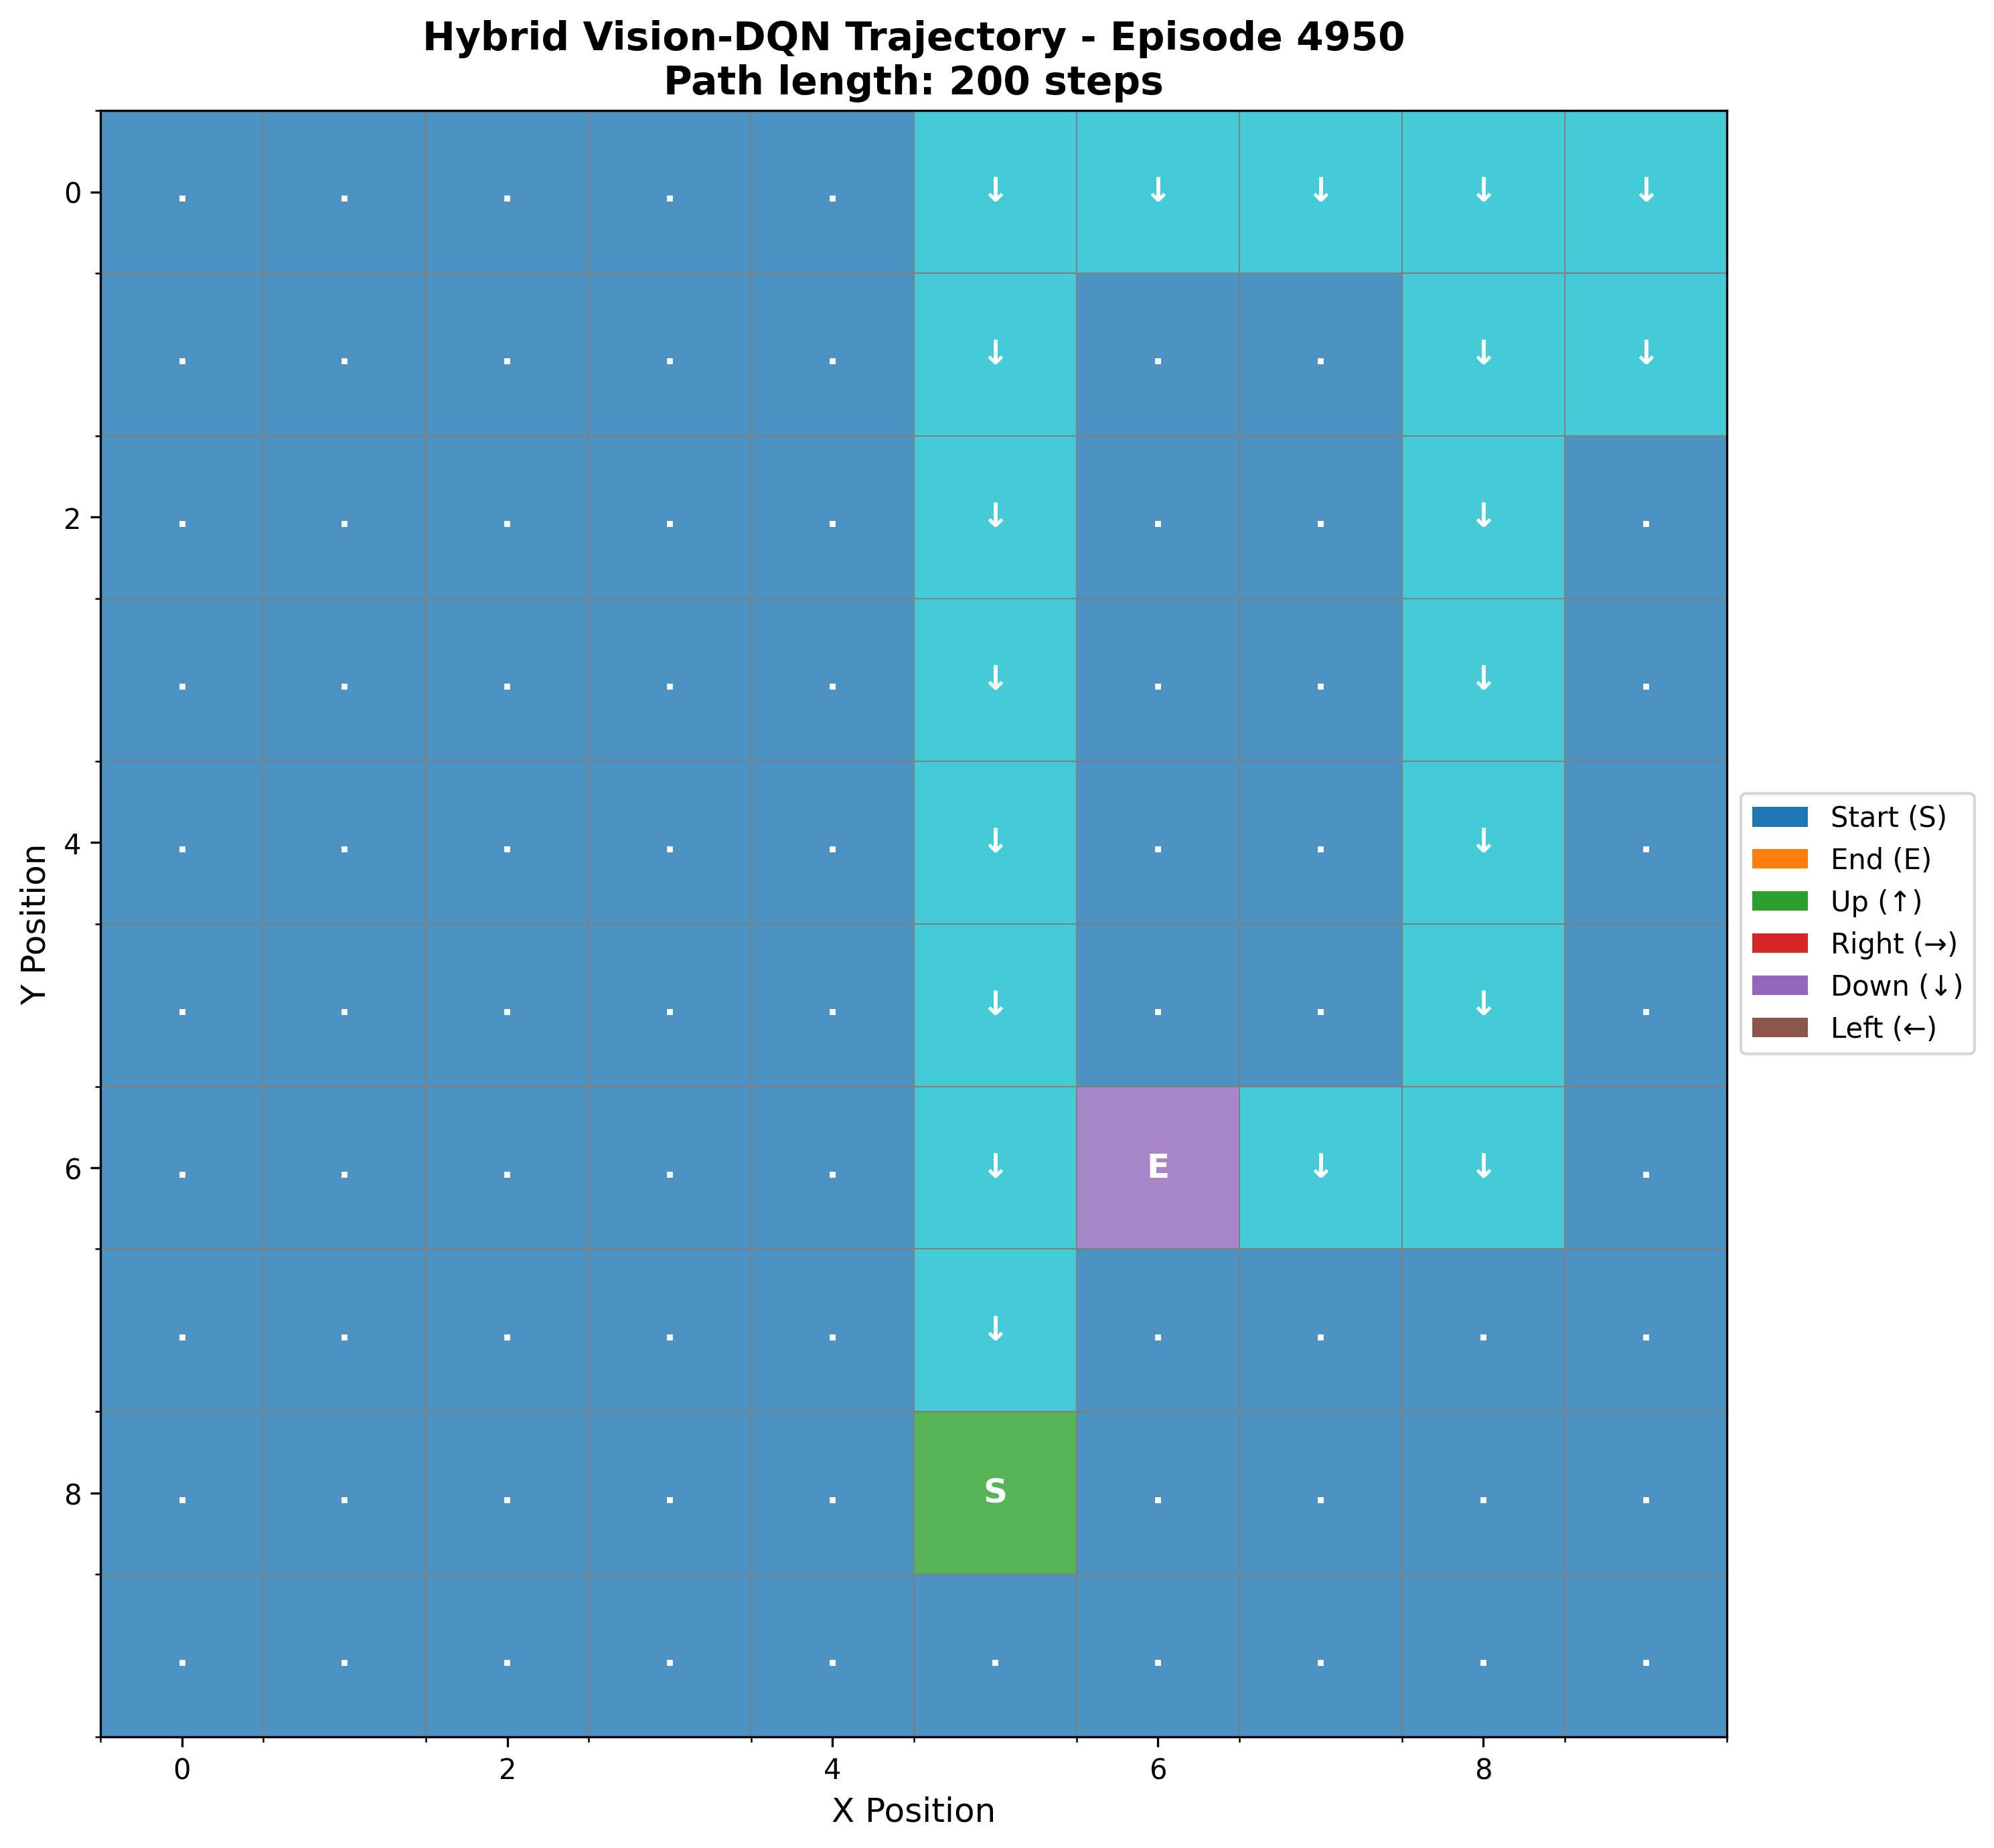 Hybrid Vision-DQN Trajectory - Episode 4950
Path length: 200 steps
0 . . . . . ↓ ↓ ↓ ↓ ↓
. . . . . ↓ . . ↓ ↓
2 . . . . . ↓ . . ↓ .
. . . . . ↓ . . ↓ .
4 . . . . . ↓ . . ↓ .
. . . . . ↓ . . ↓ .
6 . . . . . ↓ E ↓ ↓ .
. . . . . ↓ . . . .
8 . . . . . S . . . .
. . . . . . . . . .
0 2 4 6 8
X Position
Y Position
Start (S)
End (E)
Up (↑)
Right (→)
Down (↓)
Left (←)